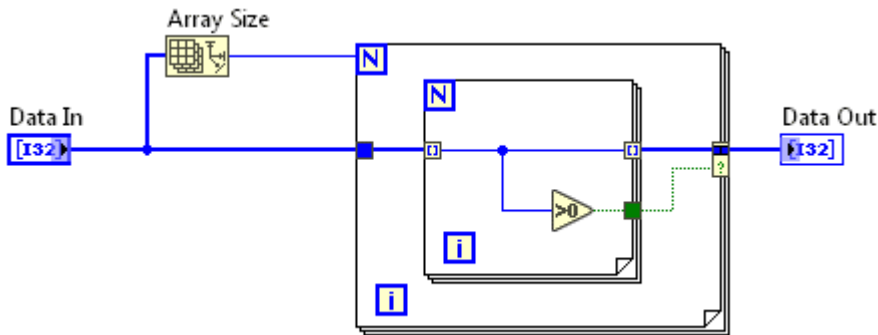 Array Size
N
N
Data In
Data Out
[I32]
[I32]
[]
[]
?
>0
i
i